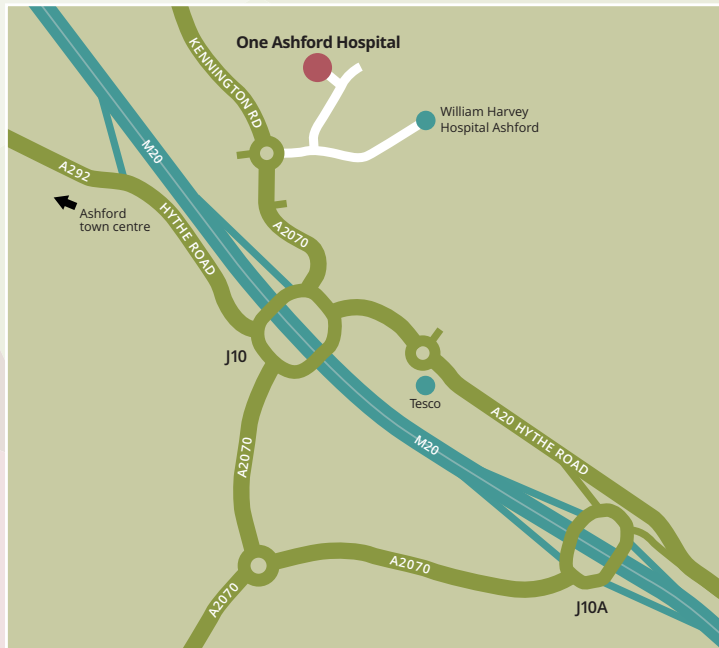 One Ashford Hospital
KENNINGTON RD
William Harvey
Hospital Ashford
M20
A292
Ashford
town centre
HYTHE ROAD
A2070
J10
Tesco
A20 HYTHE ROAD
A2070
M20
A2070
A2070
J10A